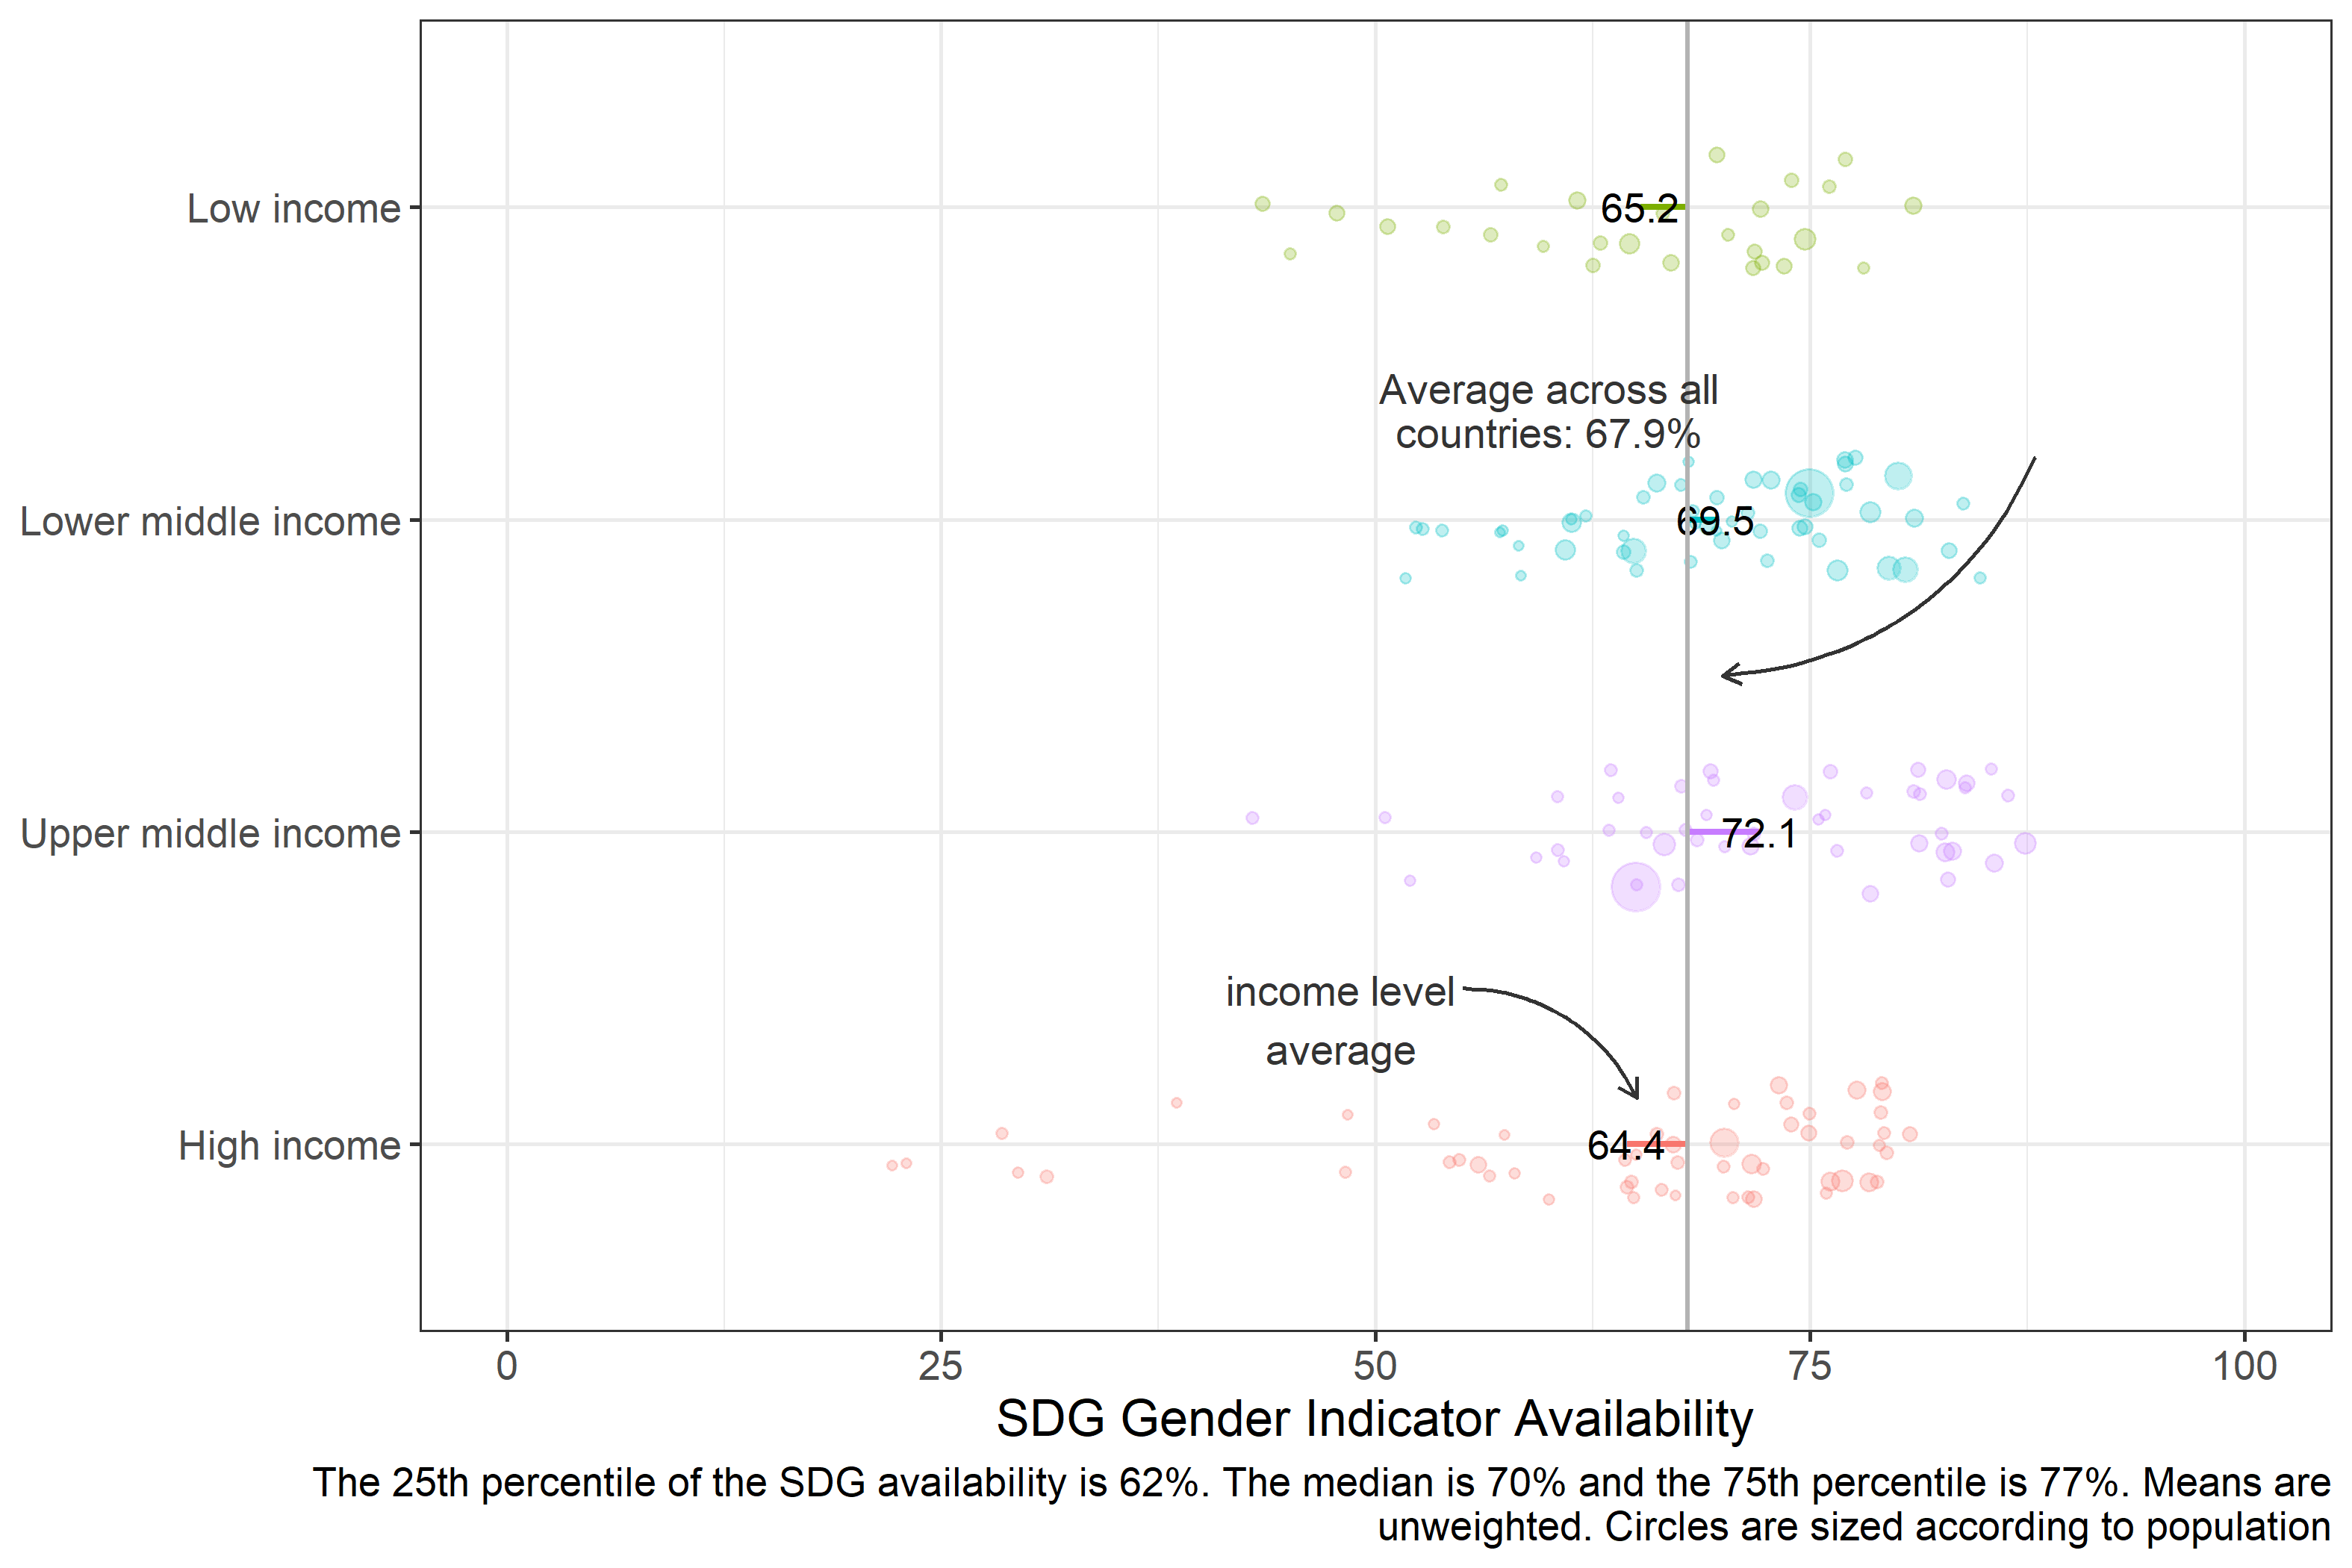 Low income
65.2
Average across all
countries: 67.9%
Lower middle income
69.5
Upper middle income
72.1
income level
average
High income
64.4
0
25
50
75
100
SDG Gender Indicator Availability
The 25th percentile of the SDG availability is 62%. The median is 70% and the 75th percentile is 77%. Means are
unweighted. Circles are sized according to population